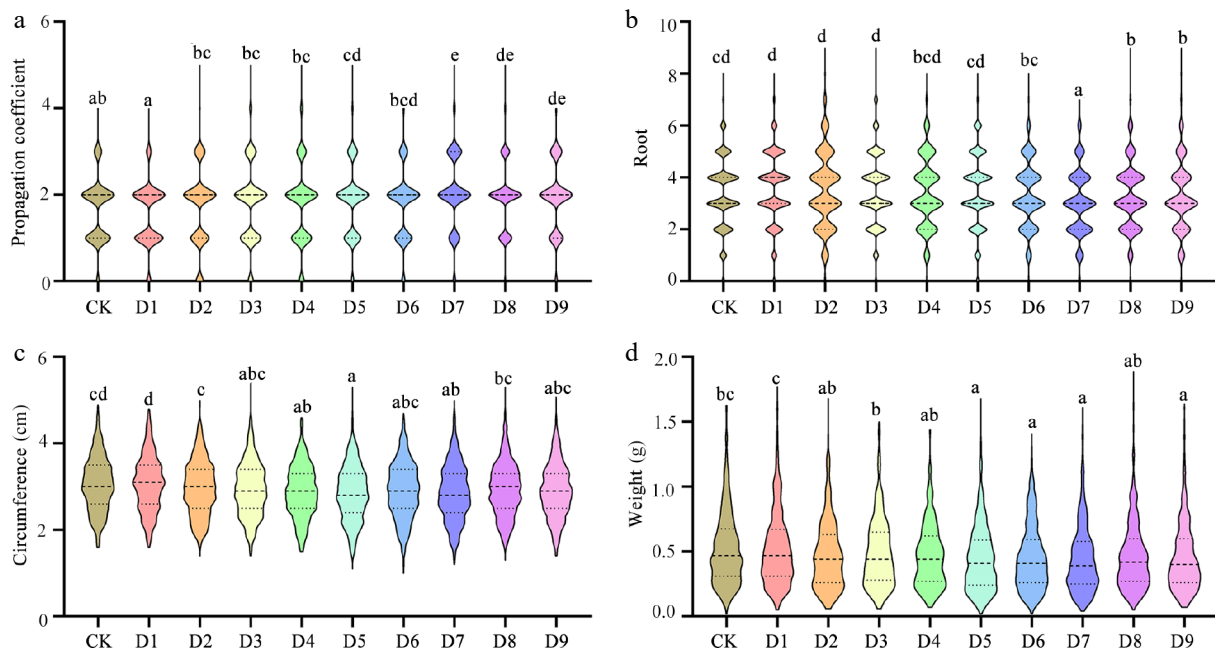 a
Propagation coefficient
6
4
2
0
ab
a
bc
bc
bc
cd
bcd
e
de
de
CK D1 D2 D3 D4 D5 D6 D7 D8 D9
b
Root
10
8
6
4
2
0
cd
d
d
d
bcd
cd
bc
a
b
b
CK D1 D2 D3 D4 D5 D6 D7 D8 D9
c
Circumference (cm)
6
4
2
0
cd
d
c
abc
ab
a
abc
ab
bc
abc
CK D1 D2 D3 D4 D5 D6 D7 D8 D9
d
Weight (g)
2.0
1.5
1.0
0.5
0.0
bc
c
ab
b
ab
a
a
a
ab
a
CK D1 D2 D3 D4 D5 D6 D7 D8 D9